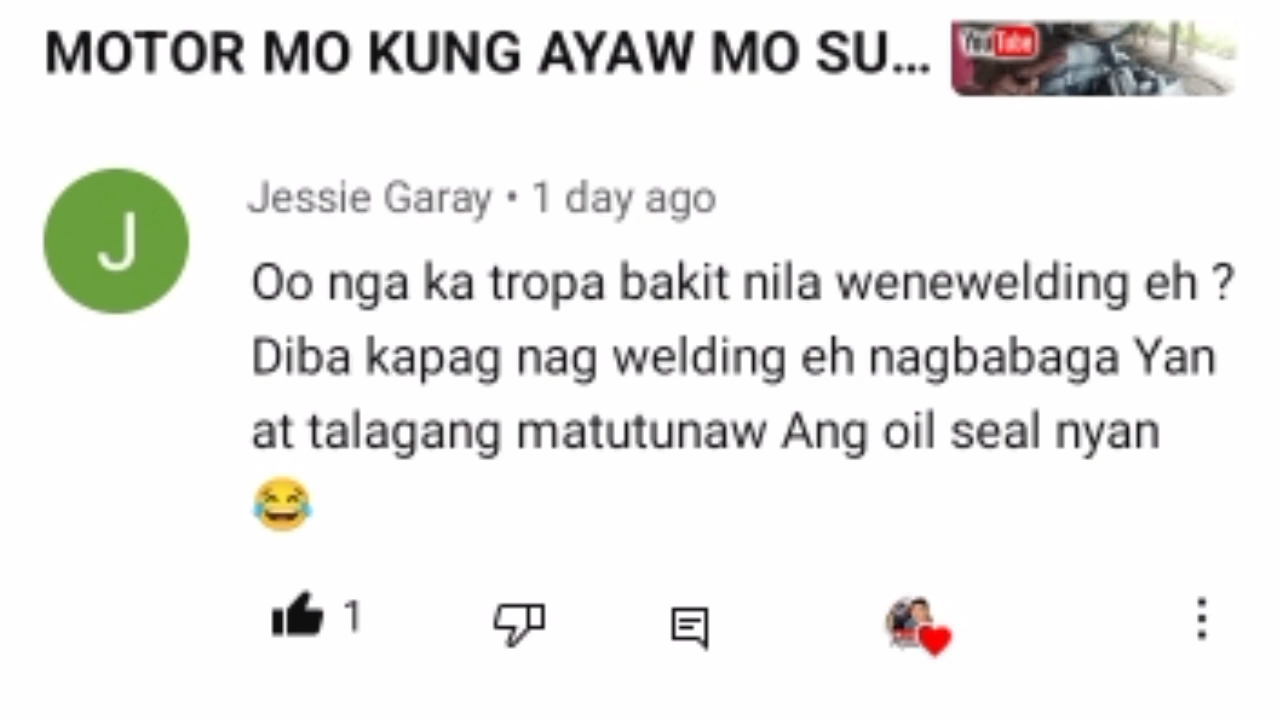 MOTOR MO KUNG AYAW MO SU...
YouTube
J
Jessie Garay • 1 day ago
Oo nga ka tropa bakit nila wenewelding eh ?
Diba kapag nag welding eh nagbabaga Yan
at talagang matutunaw Ang oil seal nyan
😂
1